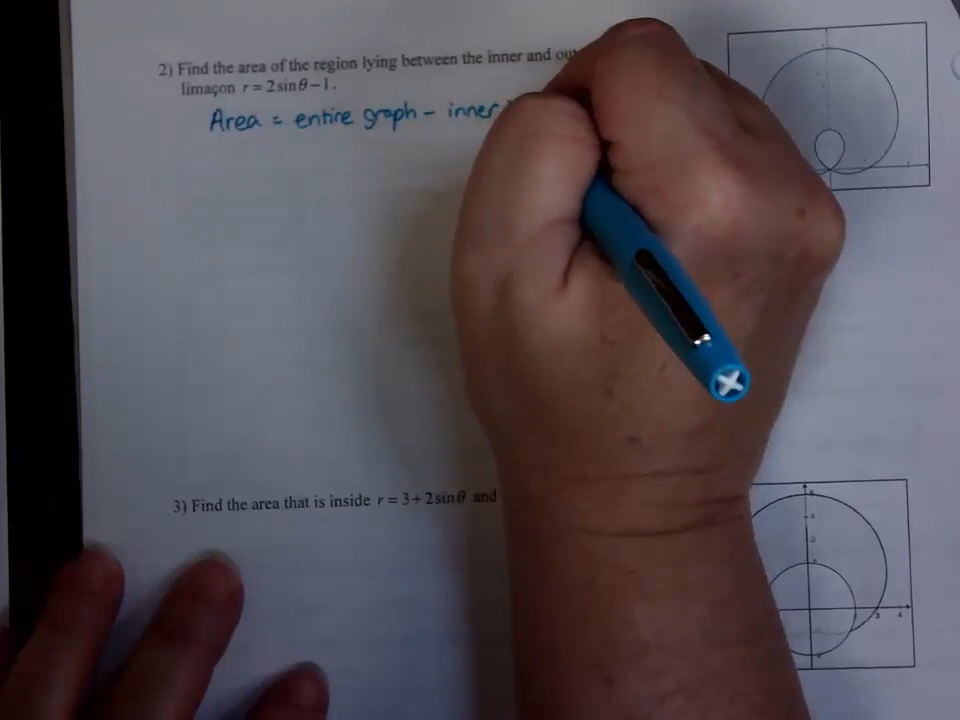 2) Find the area of the region lying between the inner and
limaçon r = 2sinθ − 1.
Area = entire graph - inner
3) Find the area that is inside r = 3 + 2sinθ and